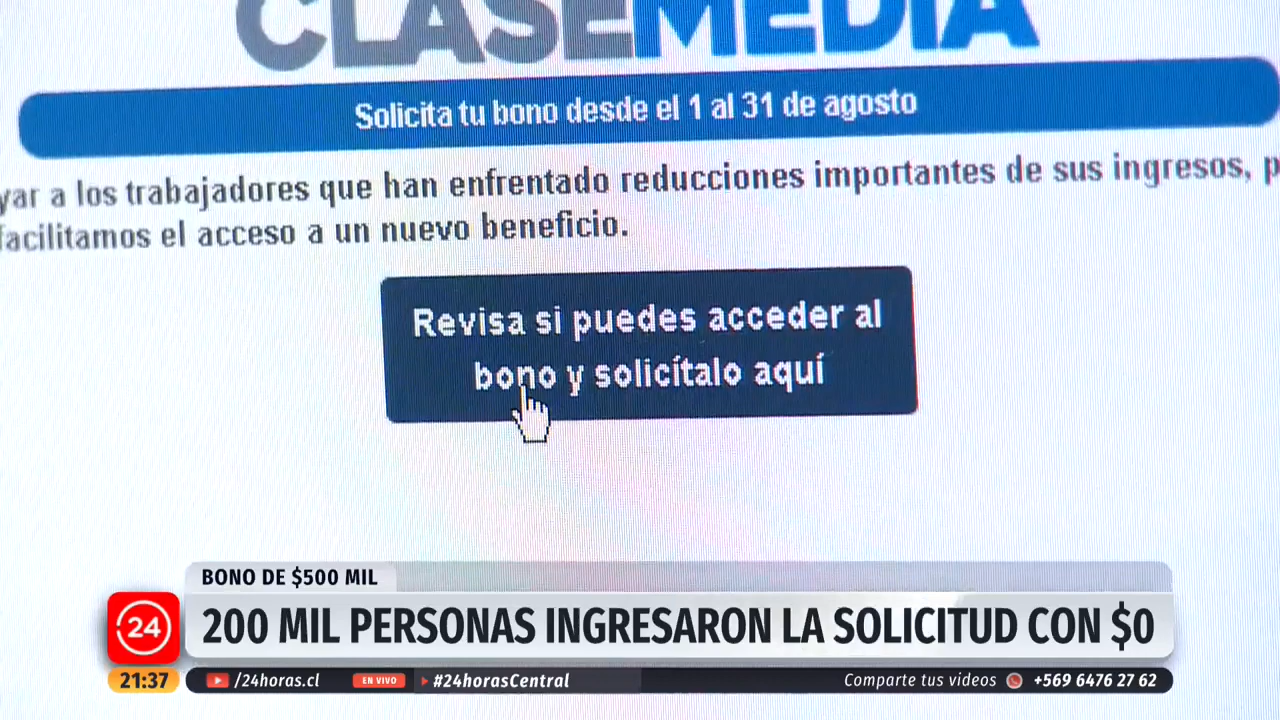 CLASEMEDIA
Solicita tu bono desde el 1 al 31 de agosto
yar a los trabajadores que han enfrentado reducciones importantes de sus ingresos, p
facilitamos el acceso a un nuevo beneficio.
Revisa si puedes acceder al
bono y solicítalo aquí
BONO DE $500 MIL
24
200 MIL PERSONAS INGRESARON LA SOLICITUD CON $0
21:37
/24horas.cl
EN VIVO
#24horasCentral
Comparte tus videos
+569 6476 27 62